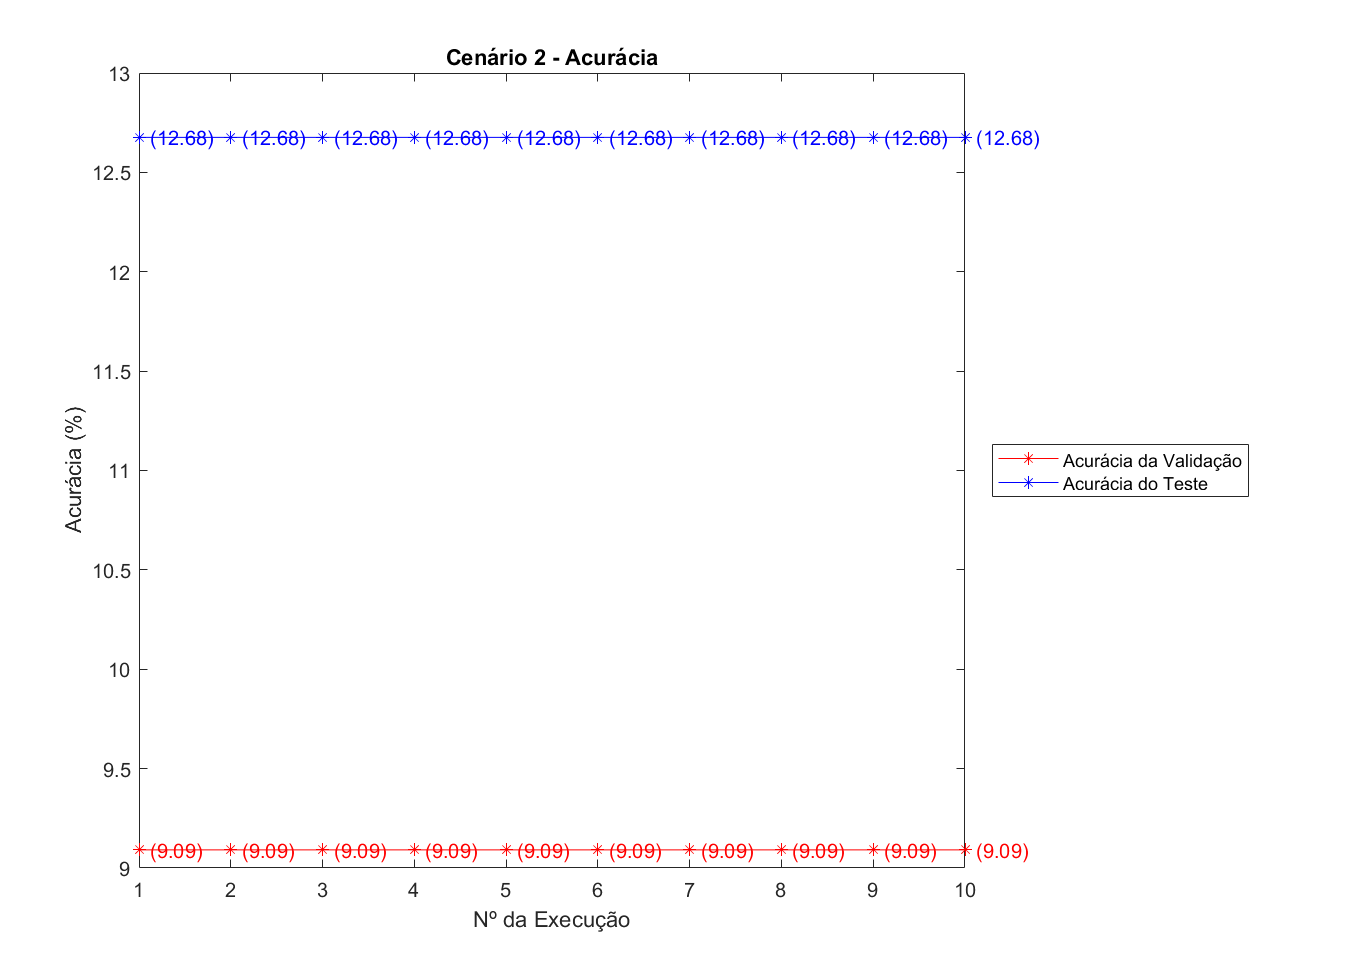 Cenário 2 - Acurácia
13
(12.68) (12.68) (12.68) (12.68) (12.68) (12.68) (12.68) (12.68) (12.68) (12.68)
12.5
12
11.5
11
10.5
10
9.5
9
Acurácia (%)
(9.09) (9.09) (9.09) (9.09) (9.09) (9.09) (9.09) (9.09) (9.09) (9.09)
1 2 3 4 5 6 7 8 9 10
Nº da Execução
Acurácia da Validação
Acurácia do Teste